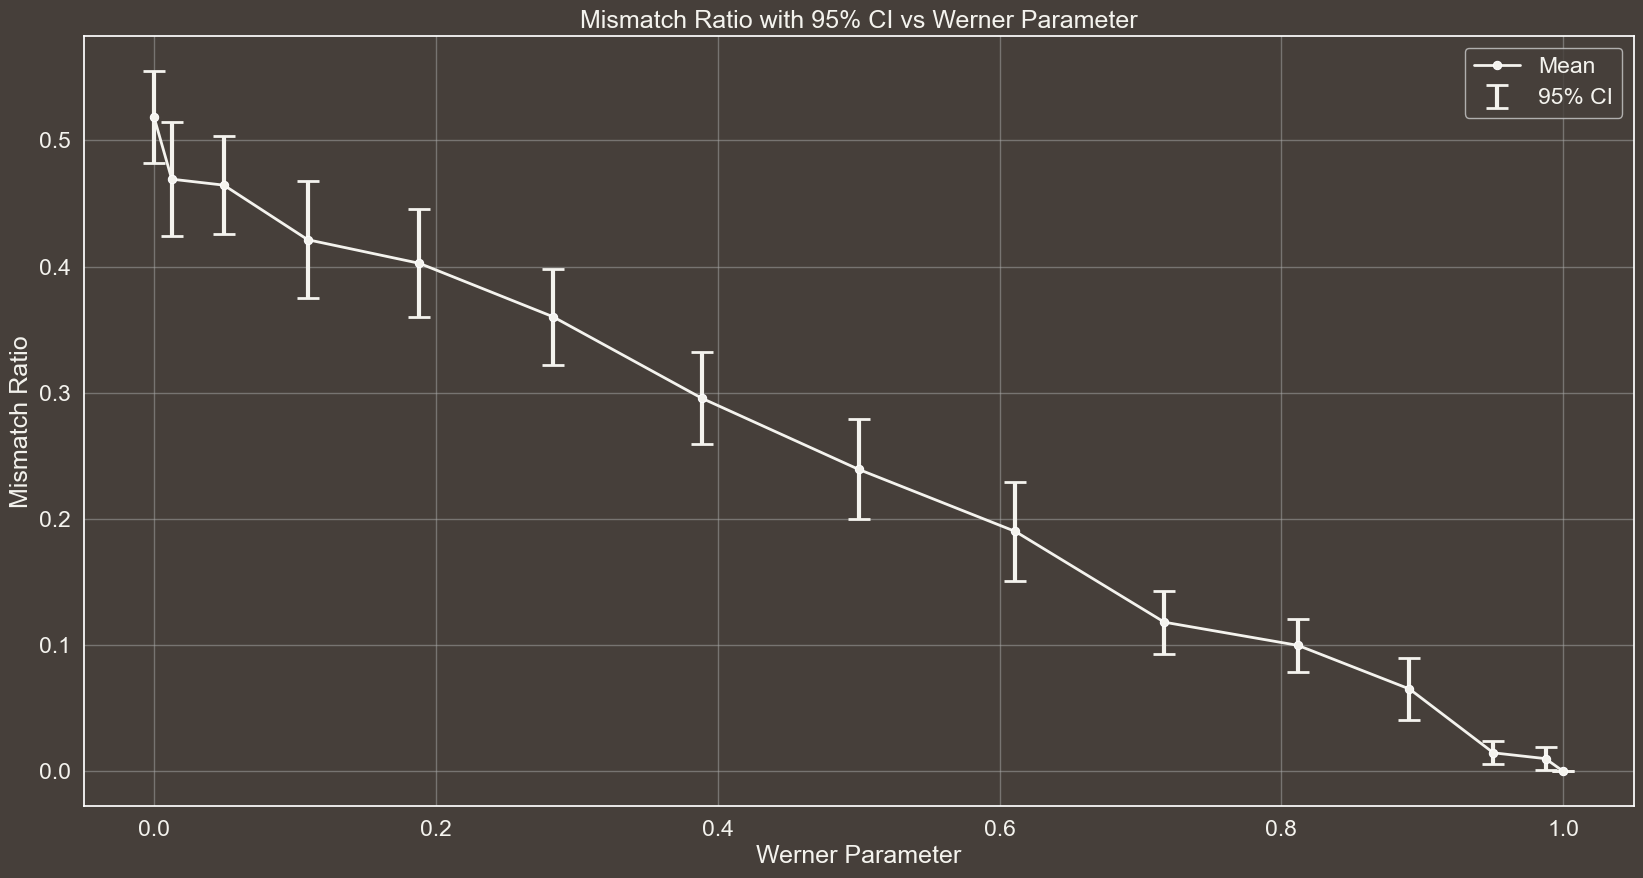 Mismatch Ratio with 95% CI vs Werner Parameter
Mean
95% CI
Mismatch Ratio
0.5
0.4
0.3
0.2
0.1
0.0
0.0 0.2 0.4 0.6 0.8 1.0
Werner Parameter